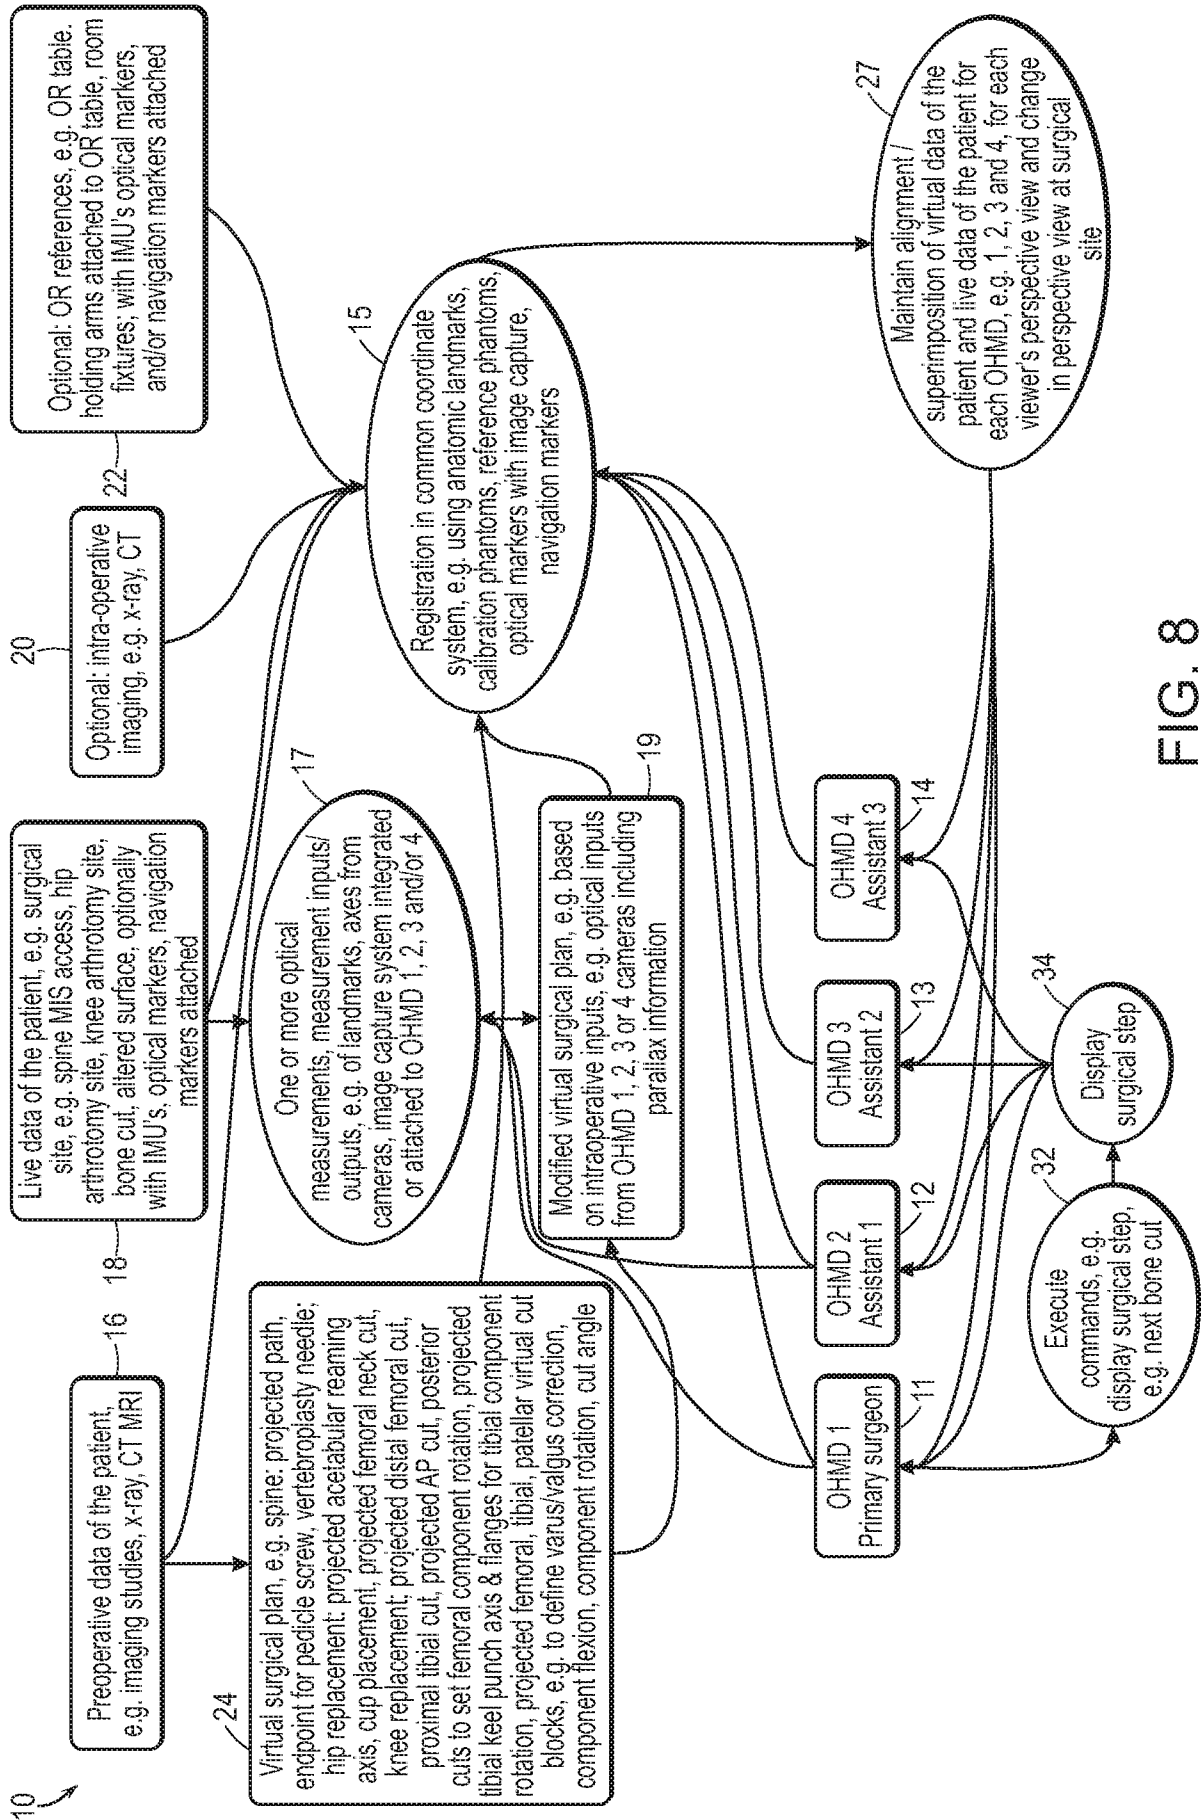 10
16
Preoperative data of the patient,
e.g. imaging studies, x-ray, CT MRI
18
Live data of the patient, e.g. surgical
site, e.g. spine MIS access, hip
arthrotomy site, knee arthrotomy site,
bone cut, altered surface, optionally
with IMU's, optical markers, navigation
markers attached
20
Optional: intra-operative
imaging, e.g. x-ray, CT
22
Optional: OR references, e.g. OR table.
holding arms attached to OR table, room
fixtures; with IMU's optical markers,
and/or navigation markers attached
24
Virtual surgical plan, e.g. spine: projected path,
endpoint for pedicle screw, vertebroplasty needle;
hip replacement: projected acetabular reaming
axis, cup placement, projected femoral neck cut,
knee replacement; projected distal femoral cut,
proximal tibial cut, projected AP cut, posterior
cuts to set femoral component rotation, projected
tibial keel punch axis & flanges for tibial component
rotation, projected femoral, tibial, patellar virtual cut
blocks, e.g. to define varus/valgus correction,
component flexion, component rotation, cut angle
17
One or more optical
measurements, measurement inputs/
outputs, e.g. of landmarks, axes from
cameras, image capture system integrated
or attached to OHMD 1, 2, 3 and/or 4
15
Registration in common coordinate
system, e.g. using anatomic landmarks,
calibration phantoms, reference phantoms,
optical markers with image capture,
navigation markers
19
Modified virtual surgical plan, e.g. based
on intraoperative inputs, e.g. optical inputs
from OHMD 1, 2, 3 or 4 cameras including
parallax information
27
Maintain alignment /
superimposition of virtual data of the
patient and live data of the patient for
each OHMD, e.g. 1, 2, 3 and 4, for each
viewer's perspective view and change
in perspective view at surgical
site
OHMD 1
Primary surgeon
11
OHMD 2
Assistant 1
12
OHMD 3
Assistant 2
13
OHMD 4
Assistant 3
14
32
Execute
commands, e.g.
display surgical step,
e.g. next bone cut
34
Display
surgical step
FIG. 8